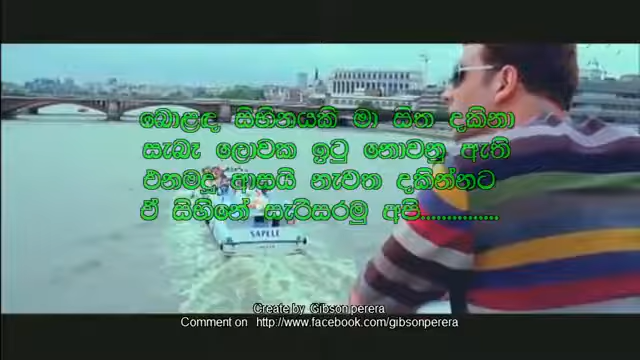 බොළඳ සිහිනයකි මා සිත දකිනා
සැබෑ ලොවක ඉටු නොවනු ඇති
එනමුදු ආසයි නැවත දකින්නට
ඒ සිහිනේ සැරිසරමු අපි...............
SAPELE
Create by Gibson perera
Comment on http://www.facebook.com/gibsonperera